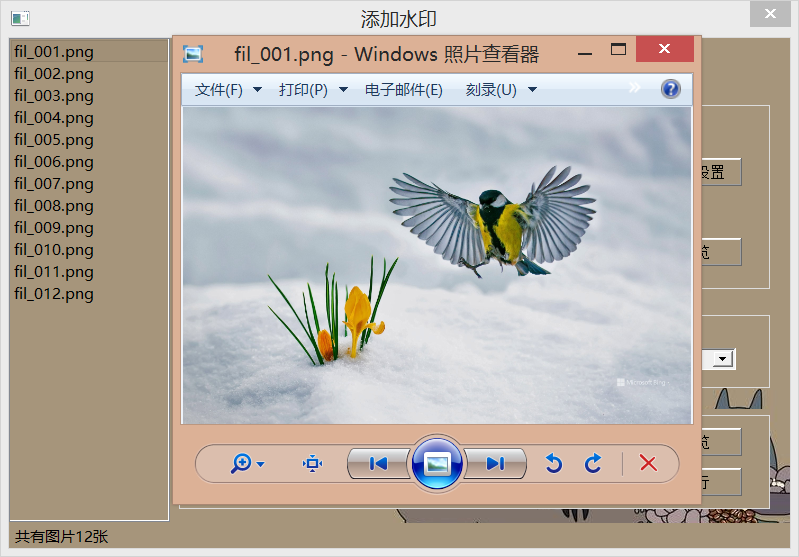 添加水印
fil_001.png
fil_002.png
fil_003.png
fil_004.png
fil_005.png
fil_006.png
fil_007.png
fil_008.png
fil_009.png
fil_010.png
fil_011.png
fil_012.png
共有图片12张
fil_001.png - Windows 照片查看器
文件(F) 打印(P) 电子邮件(E) 刻录(U) »
Microsoft Bing
设置
览
览
行